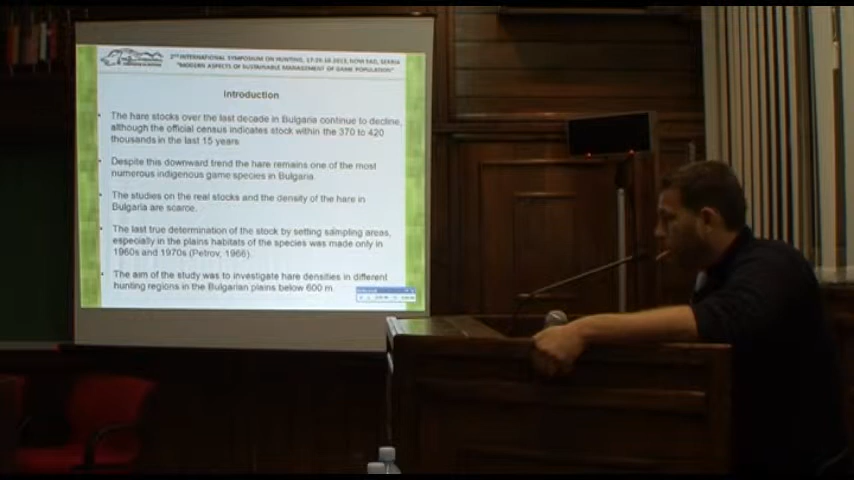 2nd INTERNATIONAL SYMPOSIUM ON HUNTING, 17-20.10.2013, NOVI SAD, SERBIA
"MODERN ASPECTS OF SUSTAINABLE MANAGEMENT OF GAME POPULATION"
Introduction
• The hare stocks over the last decade in Bulgaria continue to decline,
although the official census indicates stock within the 370 to 420
thousands in the last 15 years
• Despite this downward trend the hare remains one of the most
numerous indigenous game species in Bulgaria.
• The studies on the real stocks and the density of the hare in
Bulgaria are scarce.
• The last true determination of the stock by setting sampling areas,
especially in the plains habitats of the species was made only in
1960s and 1970s (Petrov, 1966).
• The aim of the study was to investigate hare densities in different
hunting regions in the Bulgarian plains below 600 m.